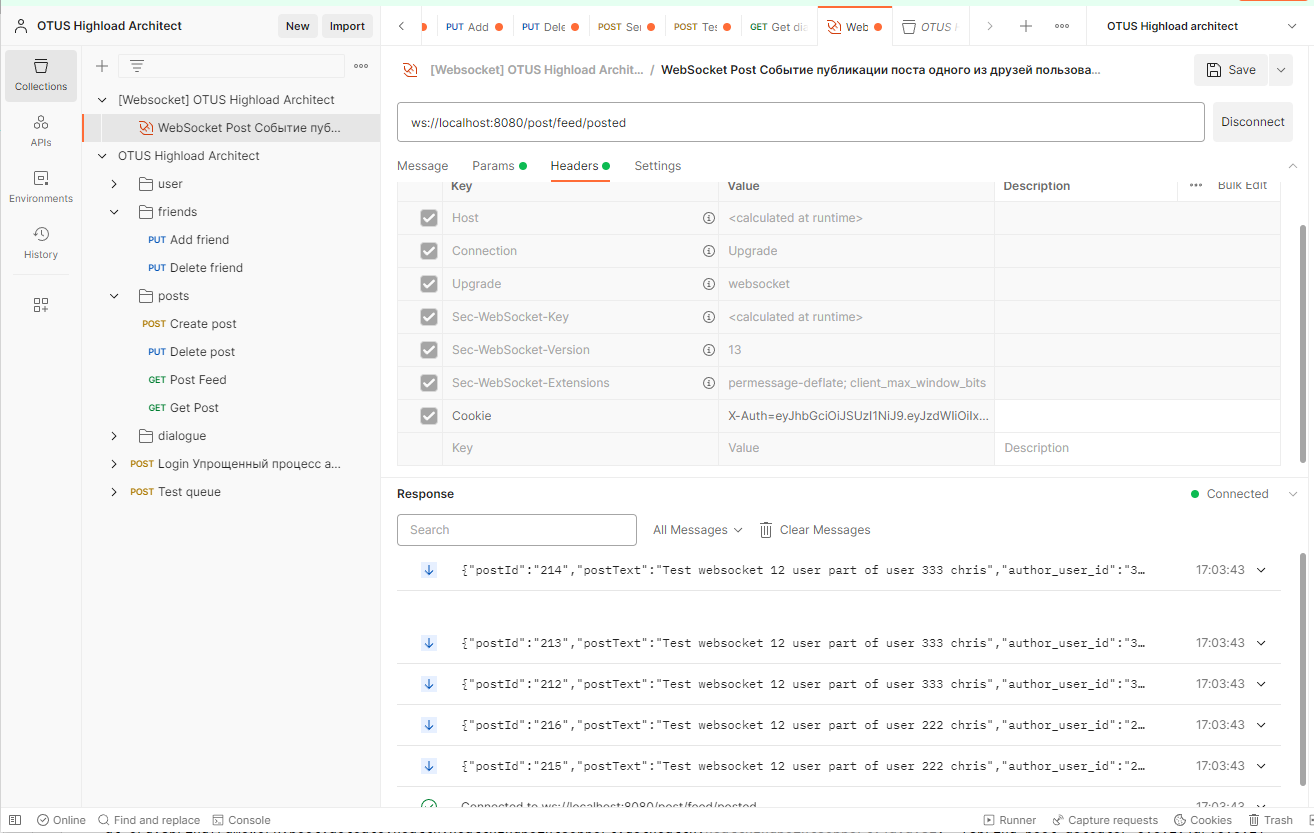 OTUS Highload Architect
New
Import
PUT Add
PUT Dele
POST Se
POST Tes
GET Get dia
Web
OTUS H
OTUS Highload architect
Collections
APIs
Environments
History
[Websocket] OTUS Highload Architect
WebSocket Post Событие пуб...
OTUS Highload Architect
user
friends
PUT Add friend
PUT Delete friend
posts
POST Create post
PUT Delete post
GET Post Feed
GET Get Post
dialogue
POST Login Упрощенный процесс а...
POST Test queue
[Websocket] OTUS Highload Archit... / WebSocket Post Событие публикации поста одного из друзей пользова...
Save
ws://localhost:8080/post/feed/posted
Disconnect
Message Params Headers Settings
Key Value Description Bulk Edit
Host <calculated at runtime>
Connection Upgrade
Upgrade websocket
Sec-WebSocket-Key <calculated at runtime>
Sec-WebSocket-Version 13
Sec-WebSocket-Extensions permessage-deflate; client_max_window_bits
Cookie X-Auth=eyJhbGciOiJSUzI1NiJ9.eyJzdWIiOiIx...
Key Value Description
Response
Connected
Search
All Messages
Clear Messages
{"postId":"214","postText":"Test websocket 12 user part of user 333 chris","author_user_id":"3... 17:03:43
{"postId":"213","postText":"Test websocket 12 user part of user 333 chris","author_user_id":"3... 17:03:43
{"postId":"212","postText":"Test websocket 12 user part of user 333 chris","author_user_id":"3... 17:03:43
{"postId":"216","postText":"Test websocket 12 user part of user 222 chris","author_user_id":"2... 17:03:43
{"postId":"215","postText":"Test websocket 12 user part of user 222 chris","author_user_id":"2... 17:03:43
Connected to ws://localhost:8080/post/feed/posted 17:03:43
Online Find and replace Console Runner Capture requests Cookies Trash